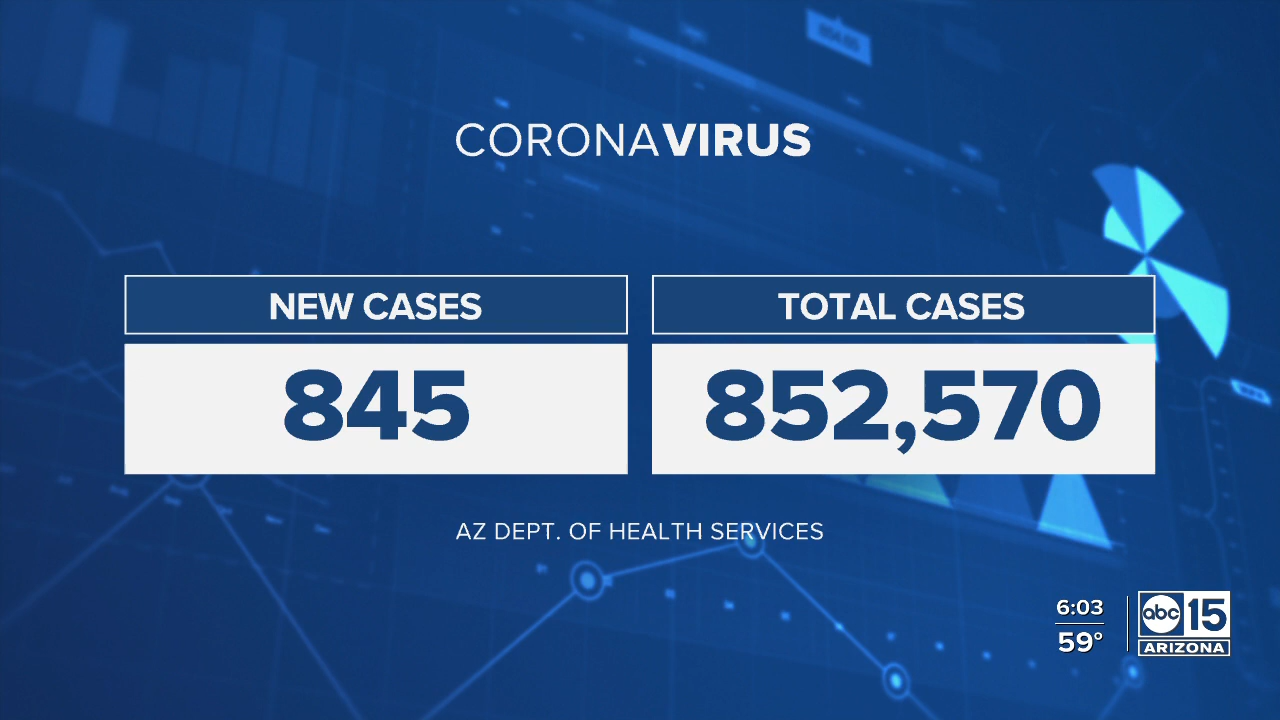 CORONAVIRUS
NEW CASES
845
TOTAL CASES
852,570
AZ DEPT. OF HEALTH SERVICES
6:03
59°
abc 15
ARIZONA